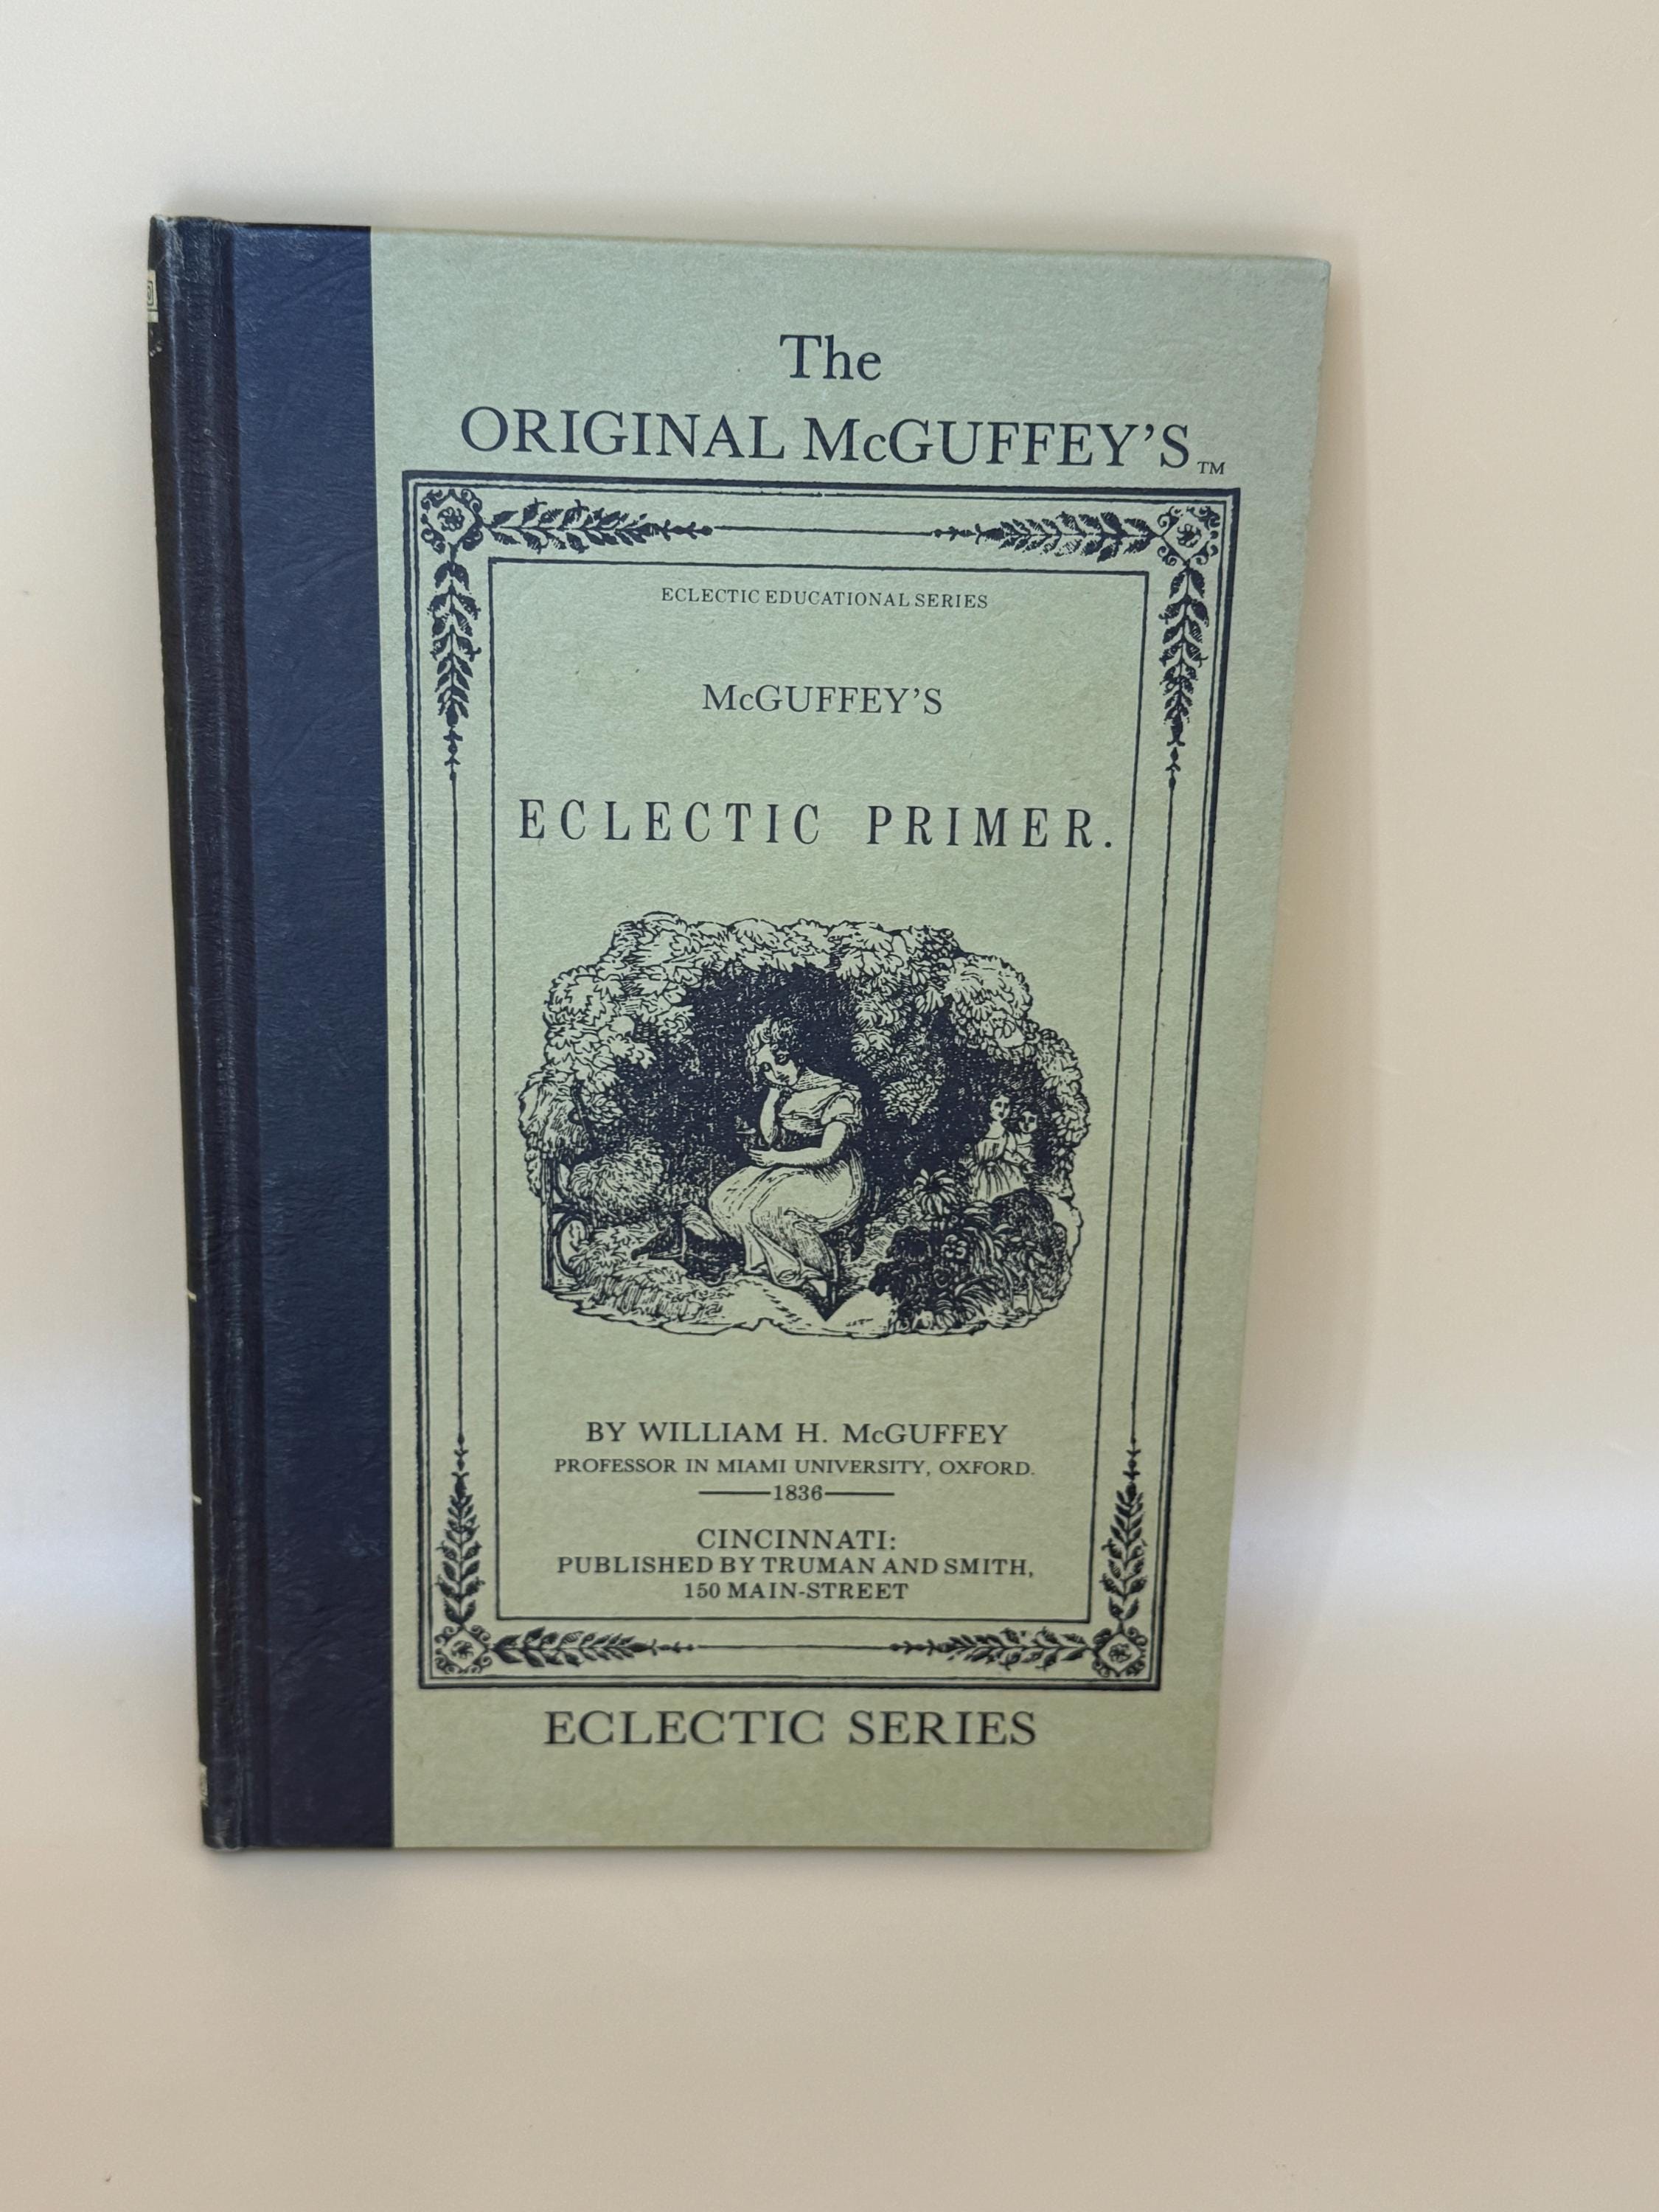 The
ORIGINAL McGUFFEY'S™
ECLECTIC EDUCATIONAL SERIES
McGUFFEY'S
ECLECTIC PRIMER.
BY WILLIAM H. McGUFFEY
PROFESSOR IN MIAMI UNIVERSITY, OXFORD.
1836
CINCINNATI:
PUBLISHED BY TRUMAN AND SMITH,
150 MAIN-STREET
ECLECTIC SERIES